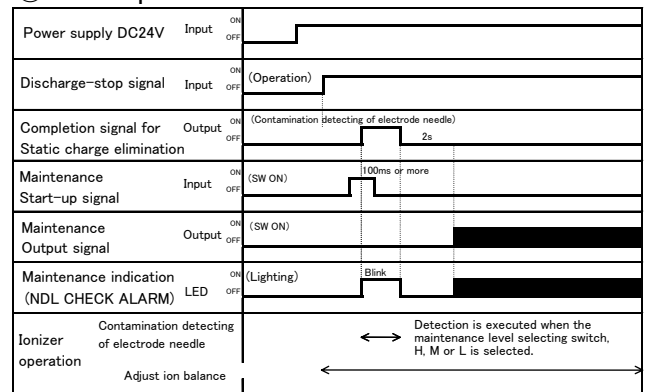 Power supply DC24V Input ON OFF
Discharge-stop signal Input ON OFF (Operation)
Completion signal for Static charge elimination Output ON OFF (Contamination detecting of electrode needle) 2s
Maintenance Start-up signal Input ON OFF (SW ON) 100ms or more
Maintenance Output signal Output ON OFF (SW ON)
Maintenance indication (NDL CHECK ALARM) LED ON OFF (Lighting) Blink
Ionizer operation
Contamination detecting of electrode needle
Detection is executed when the
maintenance level selecting switch,
H, M or L is selected.
Adjust ion balance